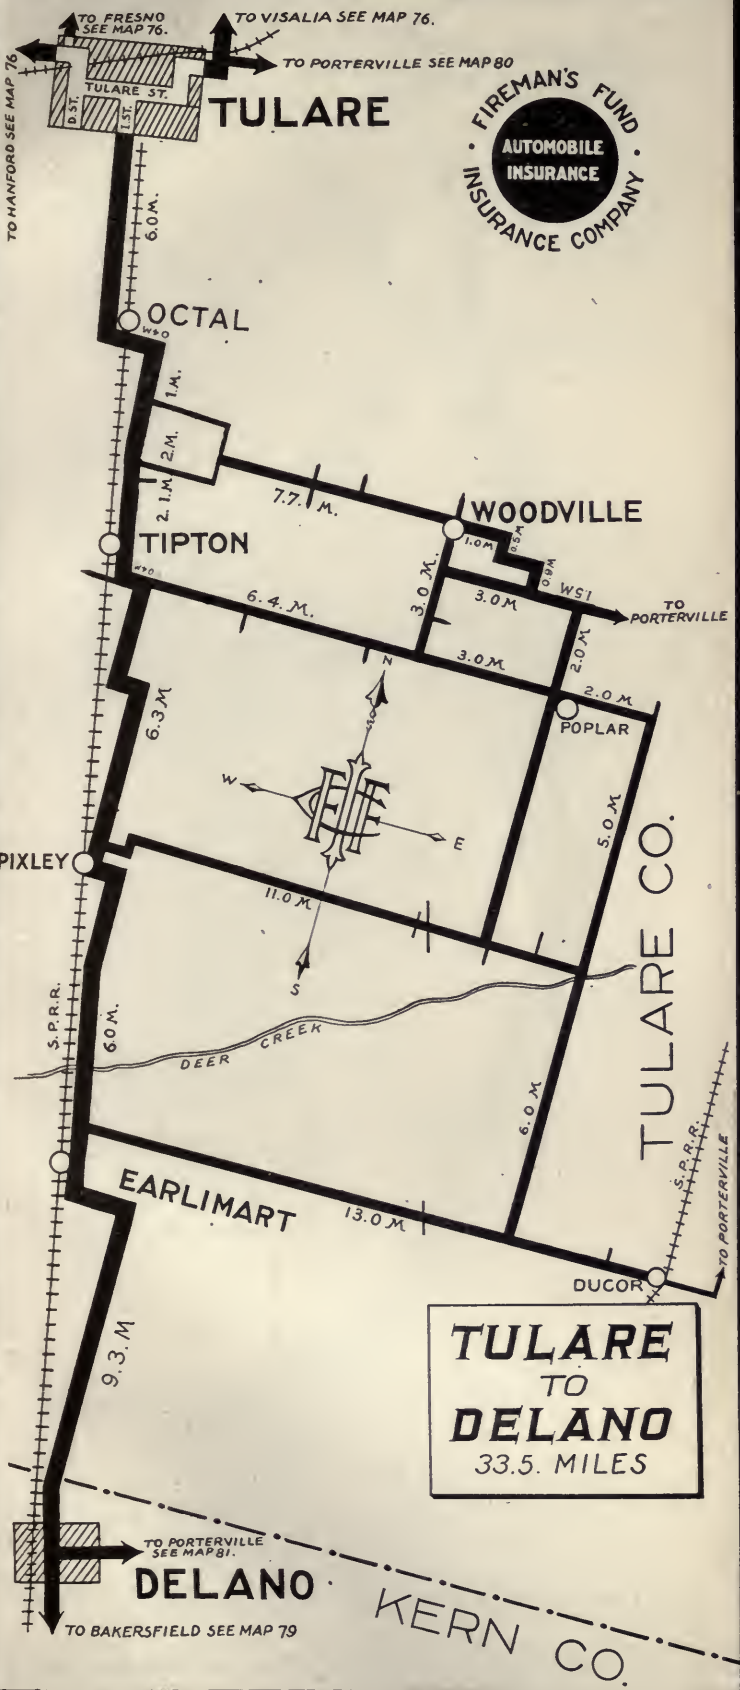 TO FRESNO
SEE MAP 76.
TO VISALIA SEE MAP 76.
TO PORTERVILLE SEE MAP 80
TO HANFORD SEE MAP 76
TULARE ST.
D. ST.
I. ST.
TULARE
FIREMAN'S FUND
INSURANCE COMPANY
AUTOMOBILE
INSURANCE
6.0 M.
OCTAL
W40
1. M.
2. M.
2. 1. M.
7.7. M.
WOODVILLE
1.0 M
0.5 M
0.9 M
1.5 M
TIPTON
W40
6. 4. M.
3.0 M.
3.0 M
TO
PORTERVILLE
3.0 M
2.0 M
2.0 M
POPLAR
N
W
E
S
6.3 M
5.0 M
PIXLEY
11.0 M
TULARE CO.
S.P.R.R.
6.0 M.
DEER CREEK
6.0 M
S.P.R.R.
TO PORTERVILLE
EARLIMART
13.0 M
DUCOR
9.3. M
TULARE
TO
DELANO
33.5. MILES
TO PORTERVILLE
SEE MAP 81.
DELANO
TO BAKERSFIELD SEE MAP 79
KERN CO.